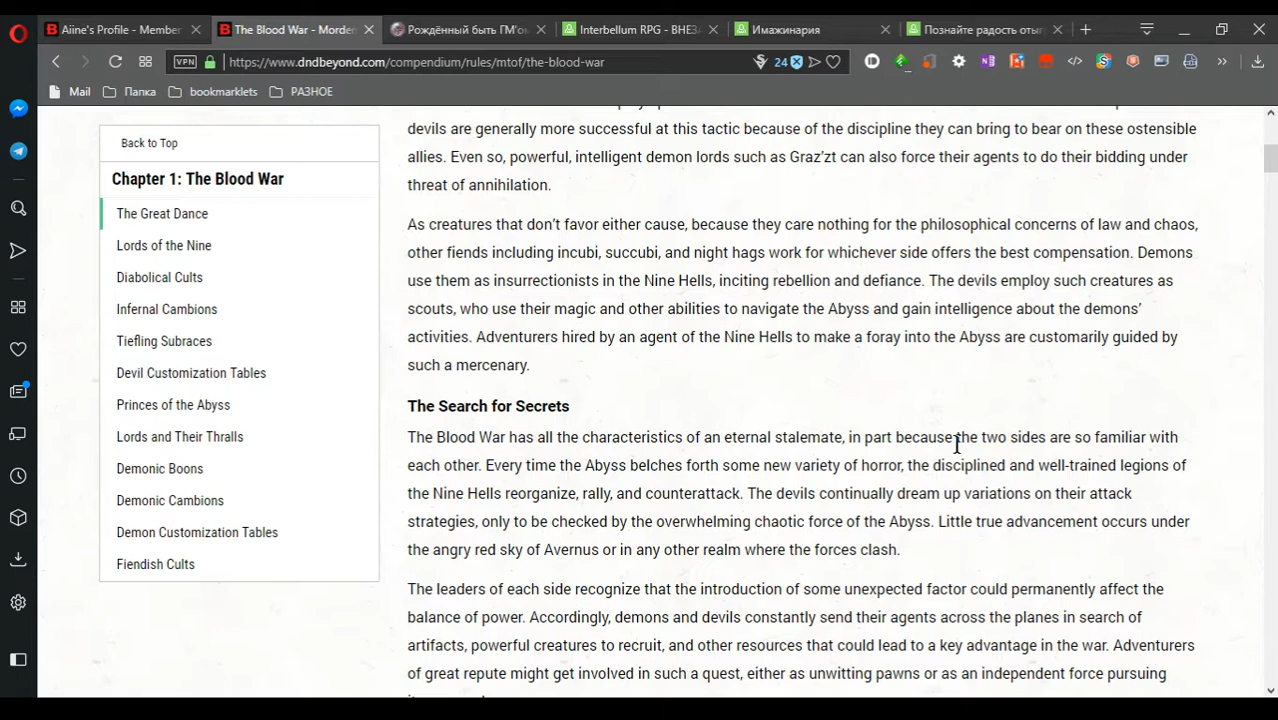 Aiine's Profile - Member
The Blood War - Morden
Рождённый быть ГМ'ом
Interbellum RPG - ВНЕЗА
Имажинария
Познайте радость отыг
VPN
https://www.dndbeyond.com/compendium/rules/mtof/the-blood-war
24
Mail
Папка
bookmarklets
РАЗНОЕ
Back to Top
Chapter 1: The Blood War
The Great Dance
Lords of the Nine
Diabolical Cults
Infernal Cambions
Tiefling Subraces
Devil Customization Tables
Princes of the Abyss
Lords and Their Thralls
Demonic Boons
Demonic Cambions
Demon Customization Tables
Fiendish Cults
devils are generally more successful at this tactic because of the discipline they can bring to bear on these ostensible
allies. Even so, powerful, intelligent demon lords such as Graz’zt can also force their agents to do their bidding under
threat of annihilation.
As creatures that don’t favor either cause, because they care nothing for the philosophical concerns of law and chaos,
other fiends including incubi, succubi, and night hags work for whichever side offers the best compensation. Demons
use them as insurrectionists in the Nine Hells, inciting rebellion and defiance. The devils employ such creatures as
scouts, who use their magic and other abilities to navigate the Abyss and gain intelligence about the demons’
activities. Adventurers hired by an agent of the Nine Hells to make a foray into the Abyss are customarily guided by
such a mercenary.
The Search for Secrets
The Blood War has all the characteristics of an eternal stalemate, in part because the two sides are so familiar with
each other. Every time the Abyss belches forth some new variety of horror, the disciplined and well-trained legions of
the Nine Hells reorganize, rally, and counterattack. The devils continually dream up variations on their attack
strategies, only to be checked by the overwhelming chaotic force of the Abyss. Little true advancement occurs under
the angry red sky of Avernus or in any other realm where the forces clash.
The leaders of each side recognize that the introduction of some unexpected factor could permanently affect the
balance of power. Accordingly, demons and devils constantly send their agents across the planes in search of
artifacts, powerful creatures to recruit, and other resources that could lead to a key advantage in the war. Adventurers
of great repute might get involved in such a quest, either as unwitting pawns or as an independent force pursuing